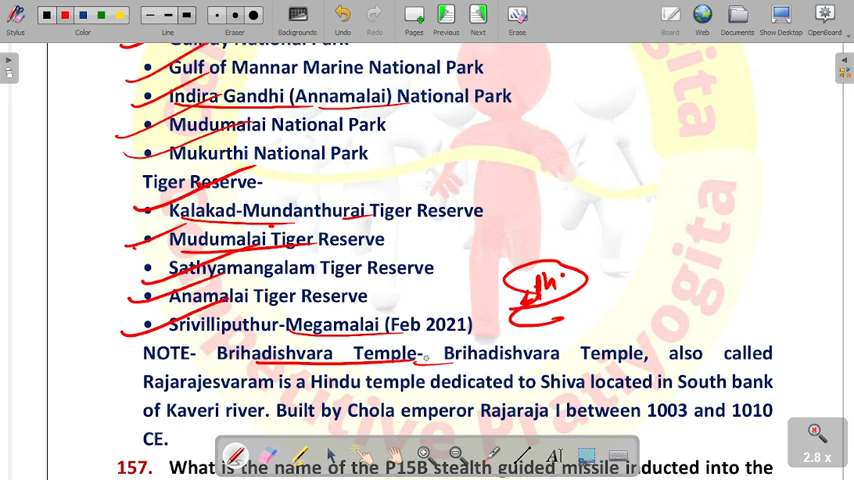 Stylus
Color
Line
Eraser
Backgrounds
Undo
Redo
Pages
Previous
Next
Erase
Board
Web
Documents
Show Desktop
OpenBoard
National Park
• Gulf of Mannar Marine National Park
• Indira Gandhi (Annamalai) National Park
• Mudumalai National Park
• Mukurthi National Park
Tiger Reserve-
• Kalakad-Mundanthurai Tiger Reserve
• Mudumalai Tiger Reserve
• Sathyamangalam Tiger Reserve
• Anamalai Tiger Reserve
• Srivilliputhur-Megamalai (Feb 2021)
NOTE- Brihadishvara Temple- Brihadishvara Temple, also called
Rajarajesvaram is a Hindu temple dedicated to Shiva located in South bank
of Kaveri river. Built by Chola emperor Rajaraja I between 1003 and 1010
CE.
157. What is the name of the P15B stealth guided missile inducted into the
2.8 x
Competitive Pratiyogita